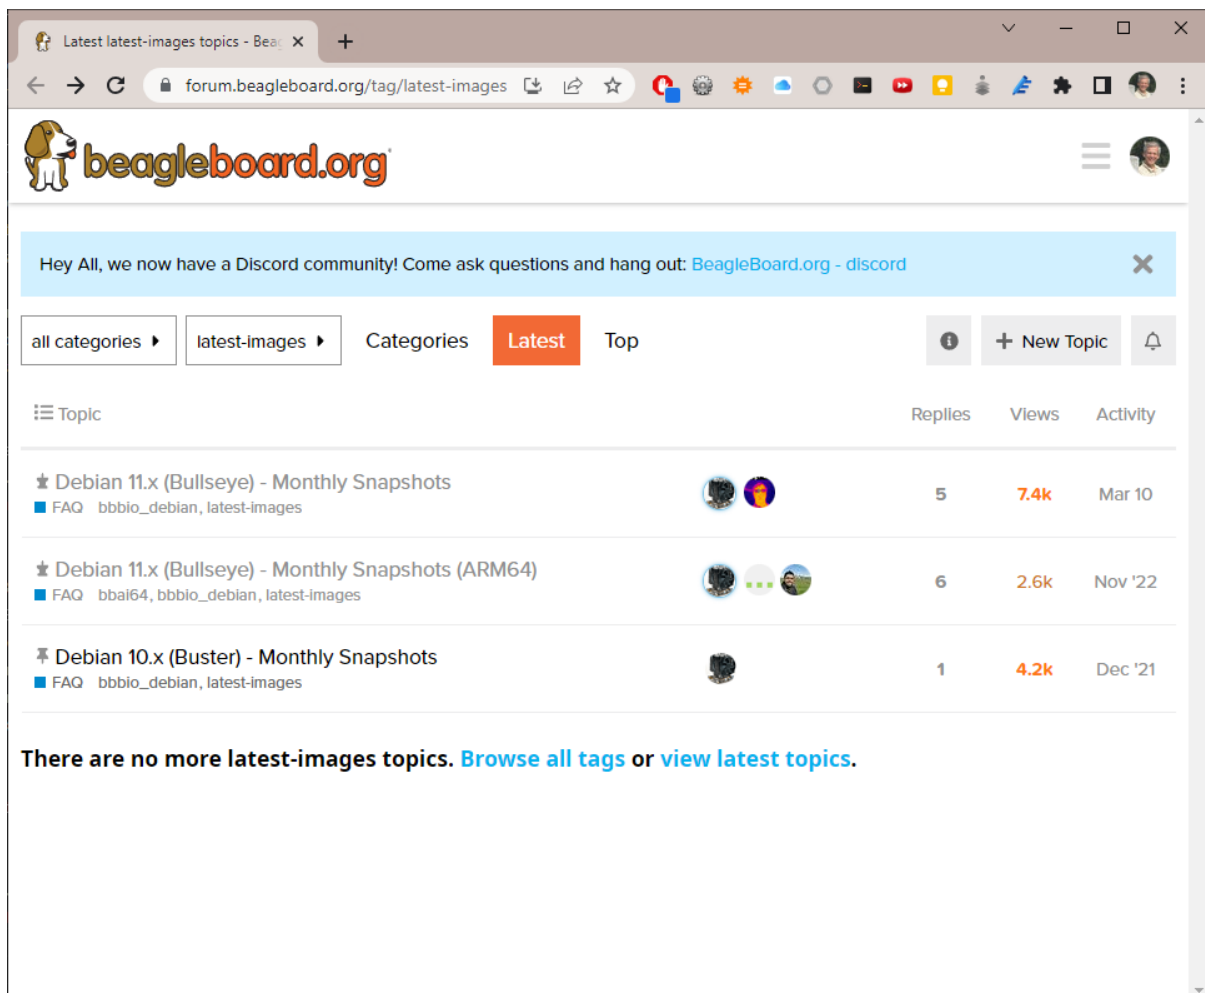 Latest latest-images topics - Bea
forum.beagleboard.org/tag/latest-images
beagleboard.org
Hey All, we now have a Discord community! Come ask questions and hang out: BeagleBoard.org - discord
all categories latest-images Categories Latest Top New Topic
Topic Replies Views Activity
Debian 11.x (Bullseye) - Monthly Snapshots 5 7.4k Mar 10
FAQ bbbio_debian, latest-images
Debian 11.x (Bullseye) - Monthly Snapshots (ARM64) 6 2.6k Nov '22
FAQ bbai64, bbbio_debian, latest-images
Debian 10.x (Buster) - Monthly Snapshots 1 4.2k Dec '21
FAQ bbbio_debian, latest-images
There are no more latest-images topics. Browse all tags or view latest topics.